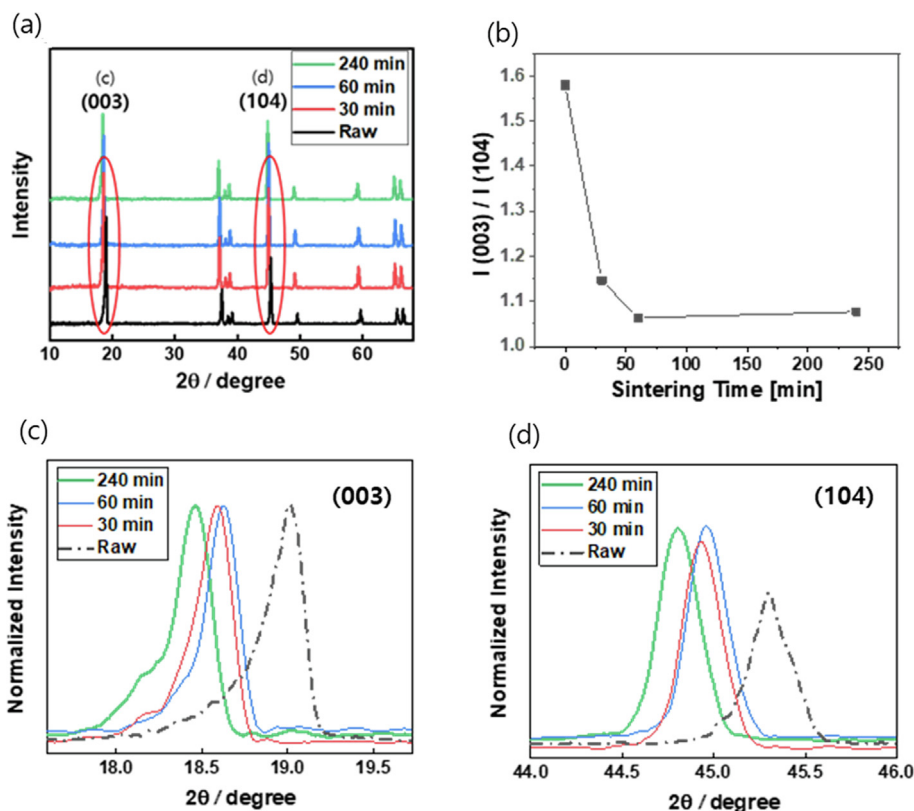 (a)
240 min
60 min
30 min
Raw
(c)
(003)
(d)
(104)
Intensity
10 20 30 40 50 60
2θ / degree
(b)
I (003) / I (104)
1.6
1.5
1.4
1.3
1.2
1.1
1.0
0 50 100 150 200 250
Sintering Time [min]
(c)
240 min
60 min
30 min
Raw
(003)
Normalized Intensity
18.0 18.5 19.0 19.5
2θ / degree
(d)
240 min
60 min
30 min
Raw
(104)
Normalized Intensity
44.0 44.5 45.0 45.5 46.0
2θ / degree